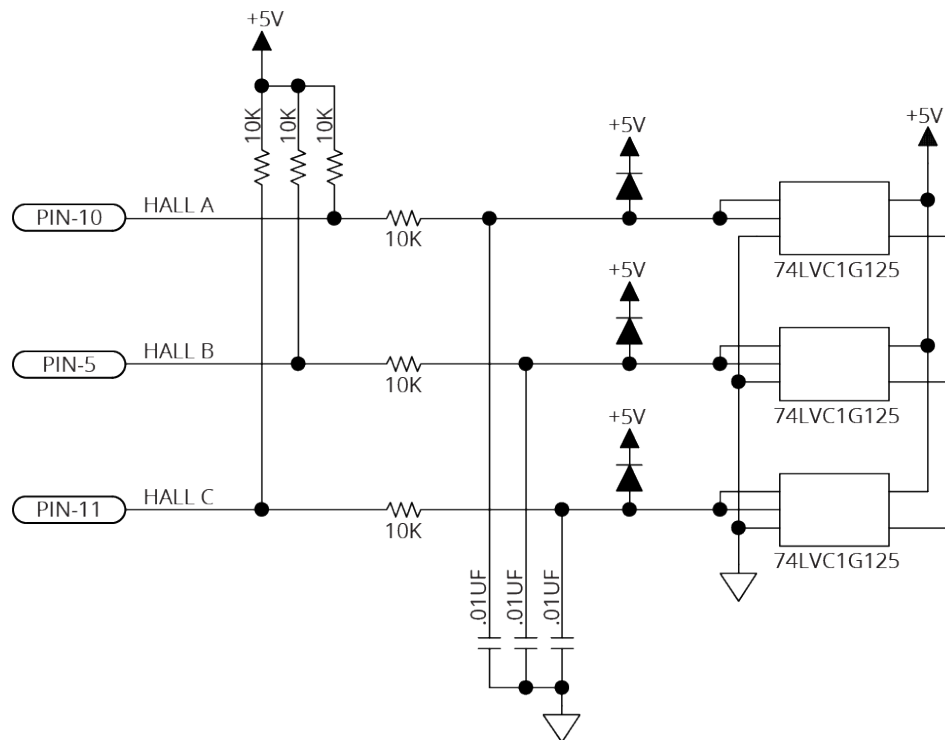 +5V
10K
10K
10K
+5V
+5V
PIN-10
HALL A
10K
74LVC1G125
+5V
PIN-5
HALL B
10K
74LVC1G125
+5V
PIN-11
HALL C
10K
74LVC1G125
.01UF
.01UF
.01UF